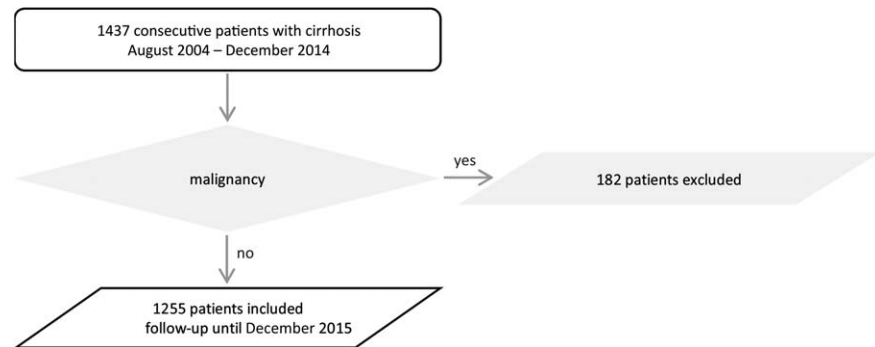 1437 consecutive patients with cirrhosis
August 2004 – December 2014
malignancy
yes
182 patients excluded
no
1255 patients included
follow-up until December 2015